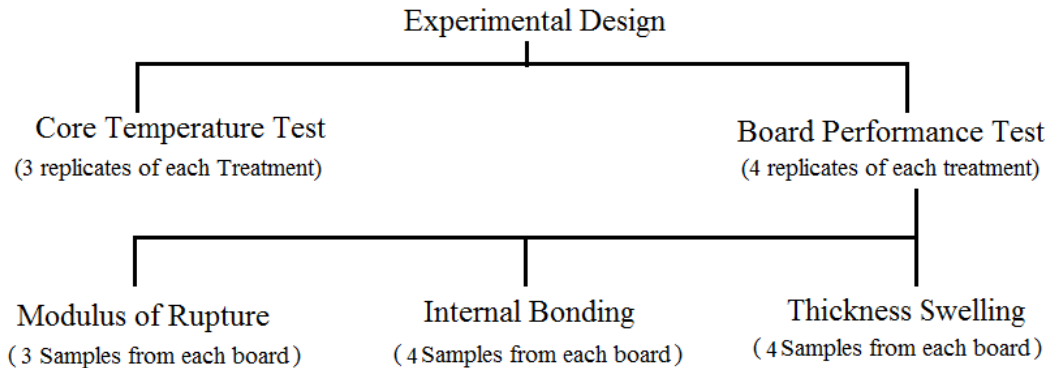 Experimental Design
Core Temperature Test
(3 replicates of each Treatment)
Board Performance Test
(4 replicates of each treatment)
Modulus of Rupture
( 3 Samples from each board )
Internal Bonding
( 4 Samples from each board )
Thickness Swelling
( 4 Samples from each board )